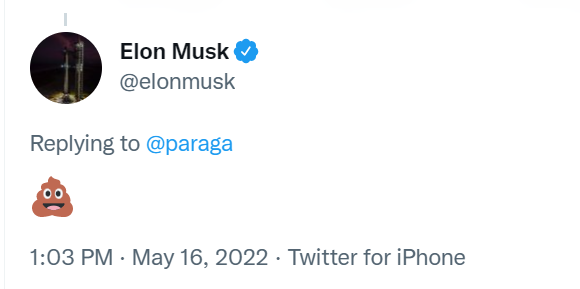 Elon Musk
@elonmusk
Replying to @paraga
💩
1:03 PM · May 16, 2022 · Twitter for iPhone